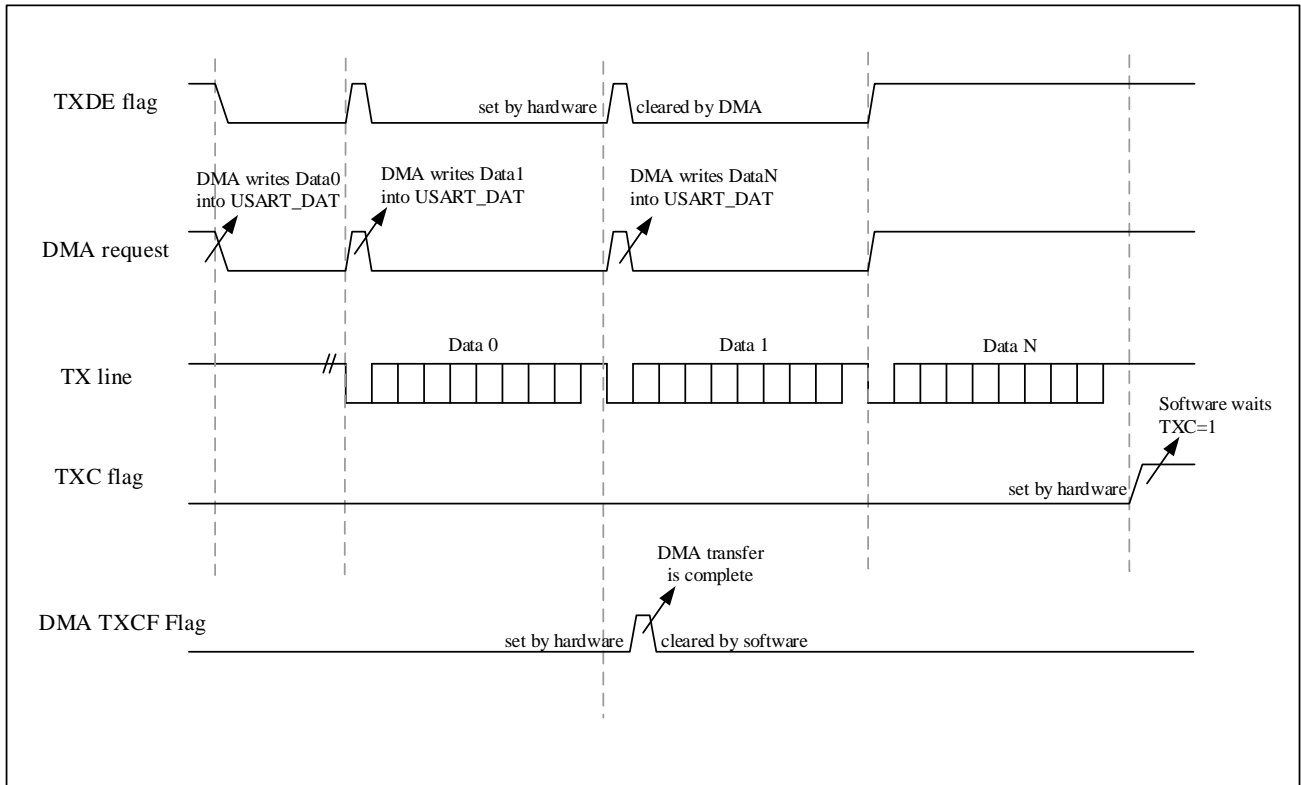 TXDE flag
set by hardware
cleared by DMA
DMA writes Data0
into USART_DAT
DMA writes Data1
into USART_DAT
DMA writes DataN
into USART_DAT
DMA request
Data 0
Data 1
Data N
TX line
Software waits
TXC=1
TXC flag
set by hardware
DMA transfer
is complete
DMA TXCF Flag
set by hardware
cleared by software